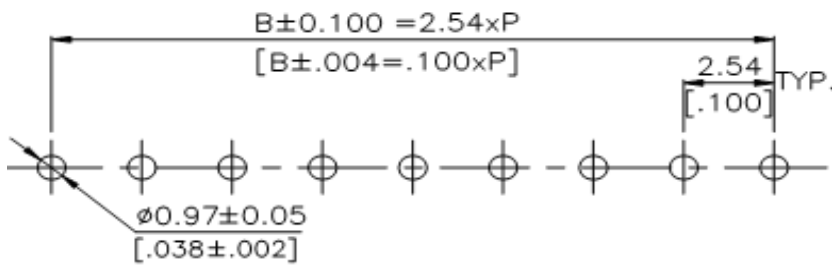 B±0.100 =2.54xP
[B±.004=.100xP]
2.54
TYP.
[.100]
ø0.97±0.05
[.038±.002]